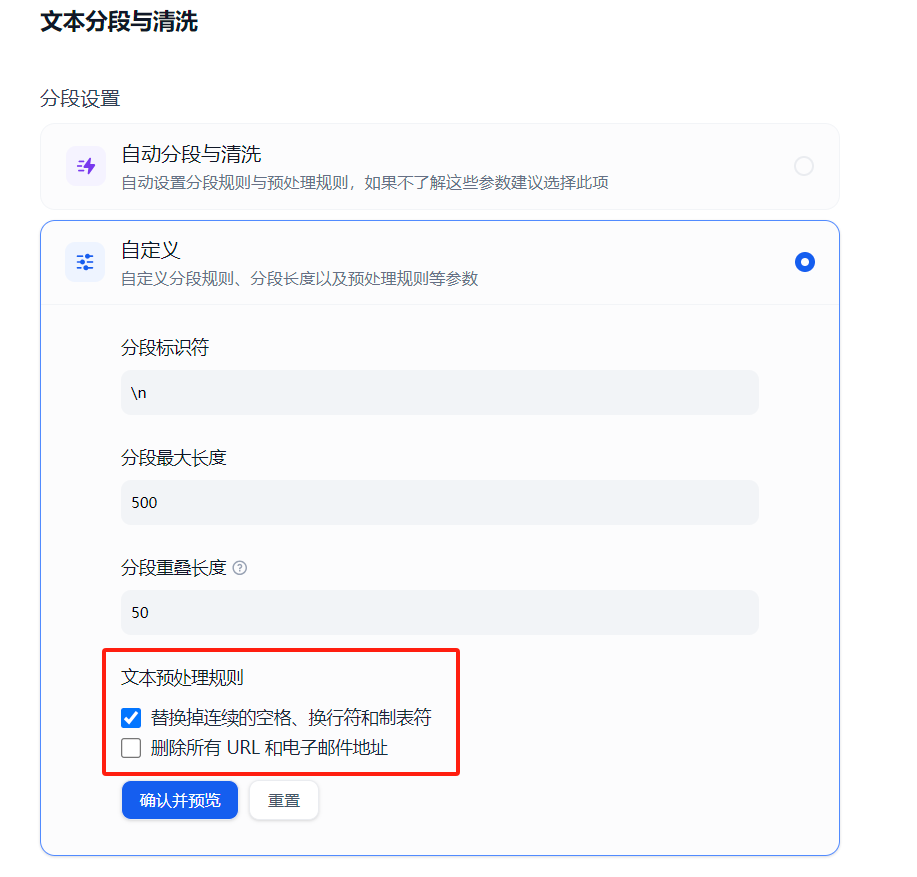 文本分段与清洗
分段设置
自动分段与清洗
自动设置分段规则与预处理规则，如果不了解这些参数建议选择此项
自定义
自定义分段规则、分段长度以及预处理规则等参数
分段标识符
\n
分段最大长度
500
分段重叠长度 ?
50
文本预处理规则
替换掉连续的空格、换行符和制表符
删除所有 URL 和电子邮件地址
确认并预览 重置